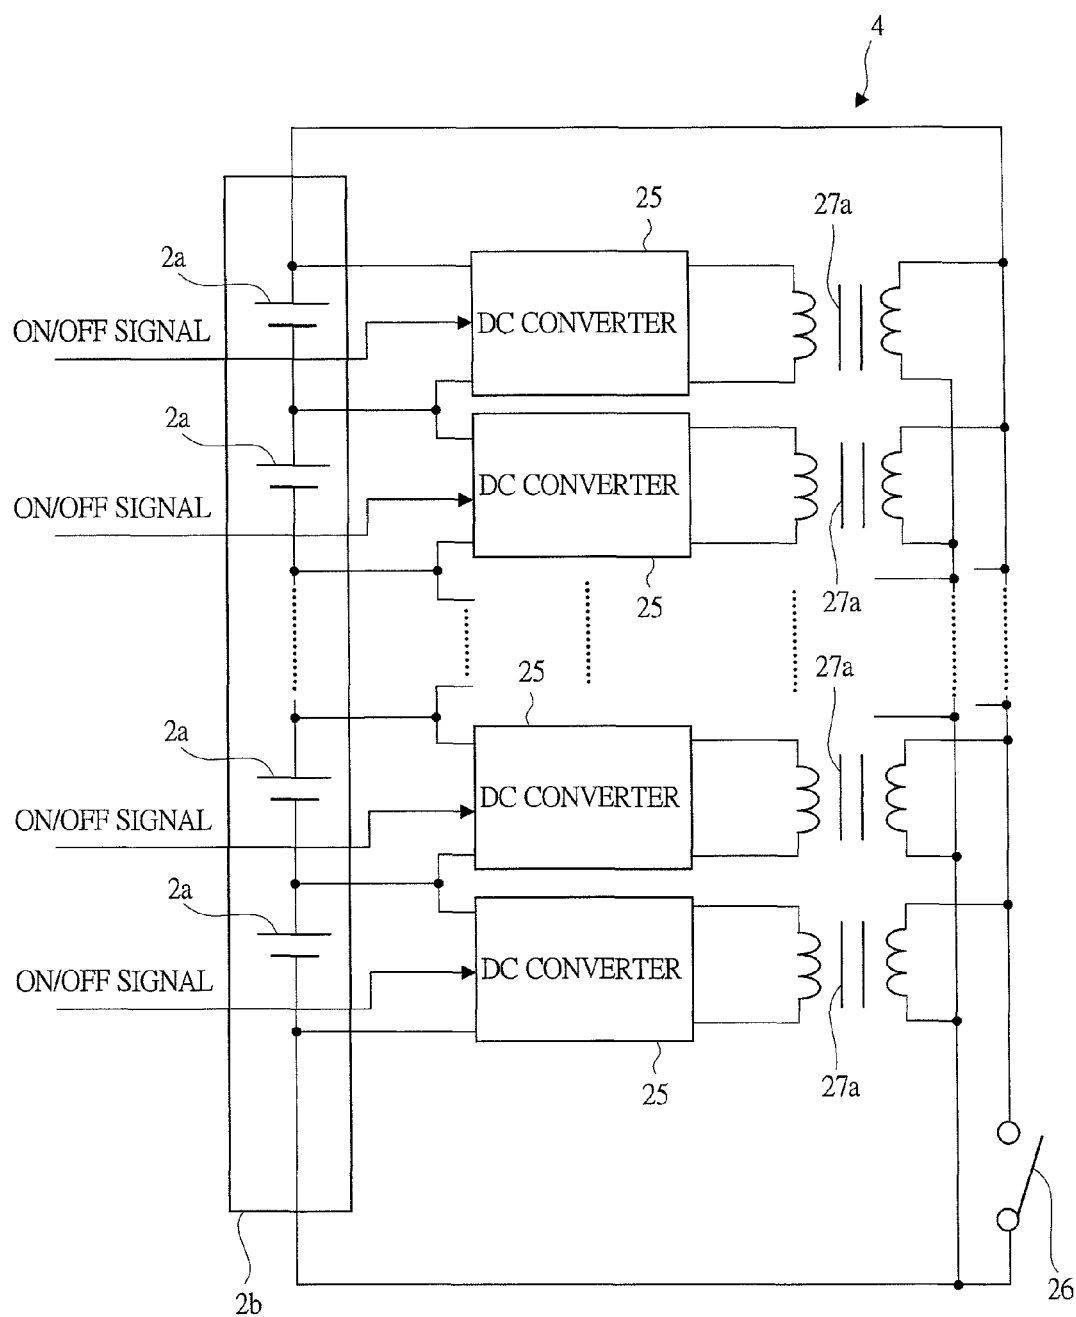 4
25
27a
2a
ON/OFF SIGNAL
DC CONVERTER
2a
ON/OFF SIGNAL
DC CONVERTER
25
27a
25
27a
2a
ON/OFF SIGNAL
DC CONVERTER
2a
ON/OFF SIGNAL
DC CONVERTER
25
27a
2b
26